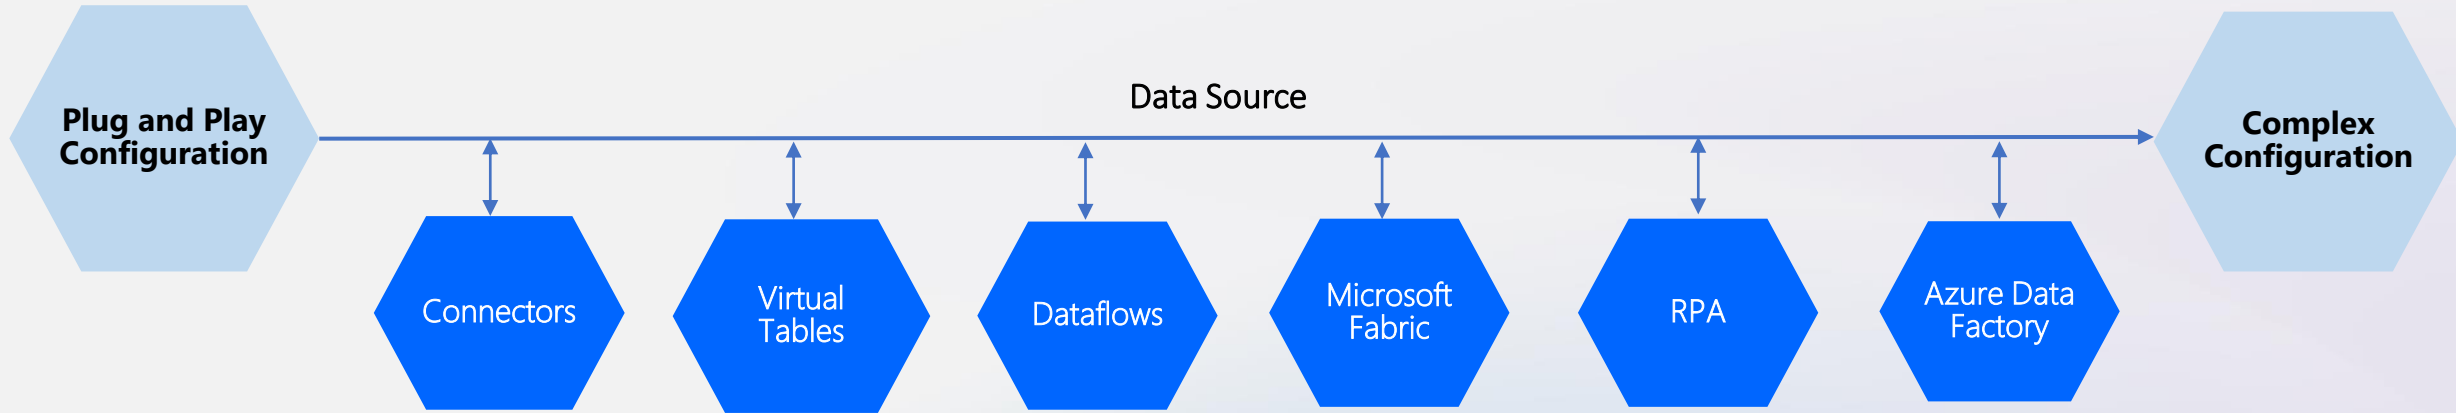 Data Source
Plug and Play
Configuration
Complex
Configuration
Connectors
Virtual
Tables
Dataflows
Microsoft
Fabric
RPA
Azure Data
Factory